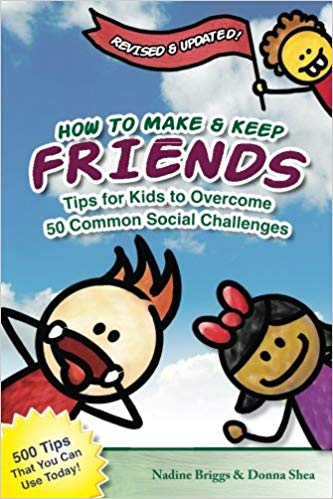 REVISED & UPDATED!
HOW TO MAKE & KEEP
FRIENDS
Tips for Kids to Overcome
50 Common Social Challenges
500 Tips
That You Can
Use Today!
Nadine Briggs & Donna Shea